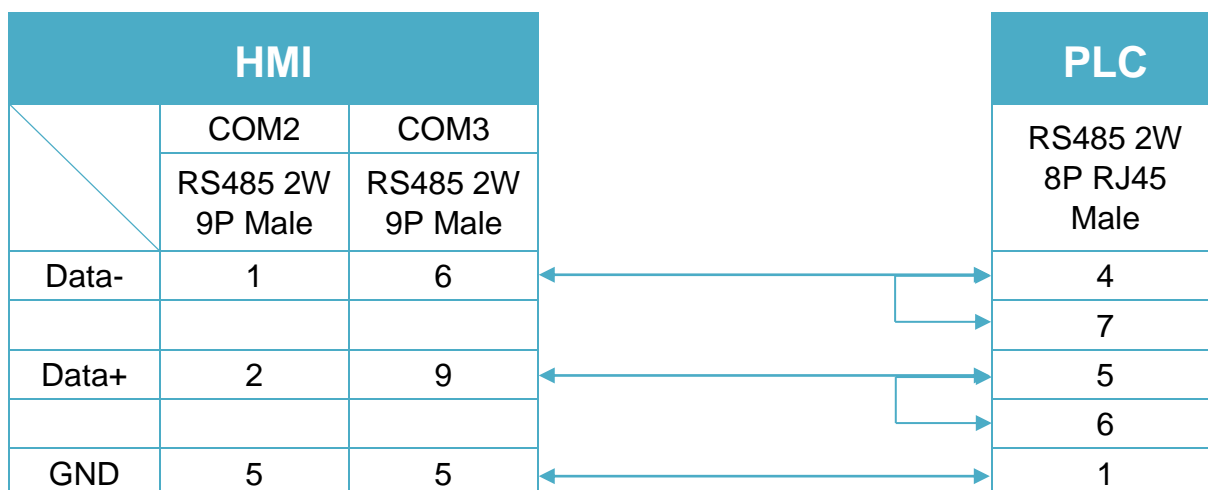 HMI
PLC
COM2 COM3
RS485 2W
9P Male
RS485 2W
9P Male
RS485 2W
8P RJ45
Male
Data- 1 6 4
7
Data+ 2 9 5
6
GND 5 5 1